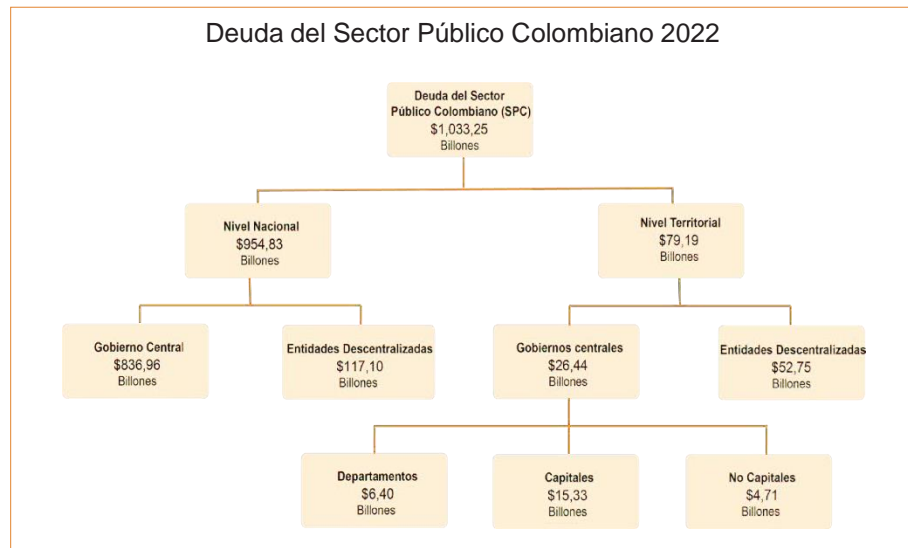 Deuda del Sector Público Colombiano 2022
Deuda del Sector
Público Colombiano (SPC)
$1,033,25
Billones
Nivel Nacional
$954,83
Billones
Nivel Territorial
$79,19
Billones
Gobierno Central
$836,96
Billones
Entidades Descentralizadas
$117,10
Billones
Gobiernos centrales
$26,44
Billones
Entidades Descentralizadas
$52,75
Billones
Departamentos
$6,40
Billones
Capitales
$15,33
Billones
No Capitales
$4,71
Billones